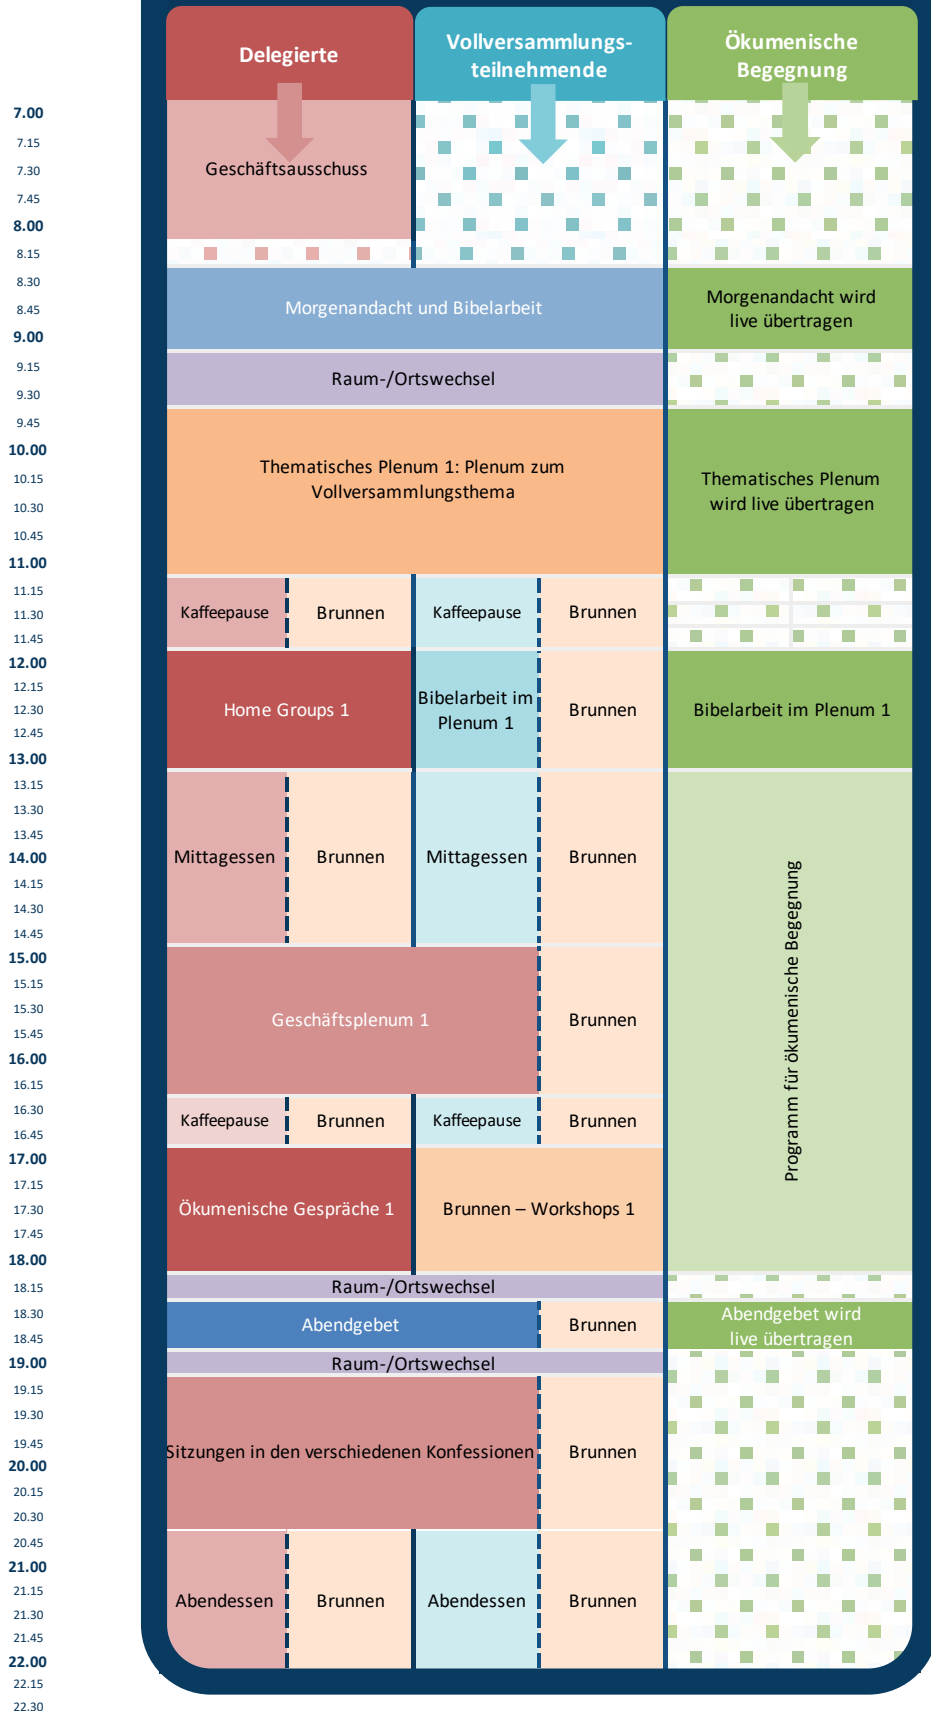 Delegierte
Vollversammlungs-
teilnehmende
Ökumenische
Begegnung
7.00
7.15
7.30
7.45
8.00
8.15
8.30
8.45
9.00
9.15
9.30
9.45
10.00
10.15
10.30
10.45
11.00
11.15
11.30
11.45
12.00
12.15
12.30
12.45
13.00
13.15
13.30
13.45
14.00
14.15
14.30
14.45
15.00
15.15
15.30
15.45
16.00
16.15
16.30
16.45
17.00
17.15
17.30
17.45
18.00
18.15
18.30
18.45
19.00
19.15
19.30
19.45
20.00
20.15
20.30
20.45
21.00
21.15
21.30
21.45
22.00
22.15
22.30
Geschäftsausschuss
Morgenandacht und Bibelarbeit
Morgenandacht wird
live übertragen
Raum-/Ortswechsel
Thematisches Plenum 1: Plenum zum
Vollversammlungsthema
Thematisches Plenum
wird live übertragen
Kaffeepause
Brunnen
Kaffeepause
Brunnen
Home Groups 1
Bibelarbeit im
Plenum 1
Brunnen
Bibelarbeit im Plenum 1
Mittagessen
Brunnen
Mittagessen
Brunnen
Programm für ökumenische Begegnung
Geschäftsplenum 1
Brunnen
Kaffeepause
Brunnen
Kaffeepause
Brunnen
Ökumenische Gespräche 1
Brunnen – Workshops 1
Raum-/Ortswechsel
Abendgebet
Brunnen
Abendgebet wird
live übertragen
Raum-/Ortswechsel
Sitzungen in den verschiedenen Konfessionen
Brunnen
Abendessen
Brunnen
Abendessen
Brunnen